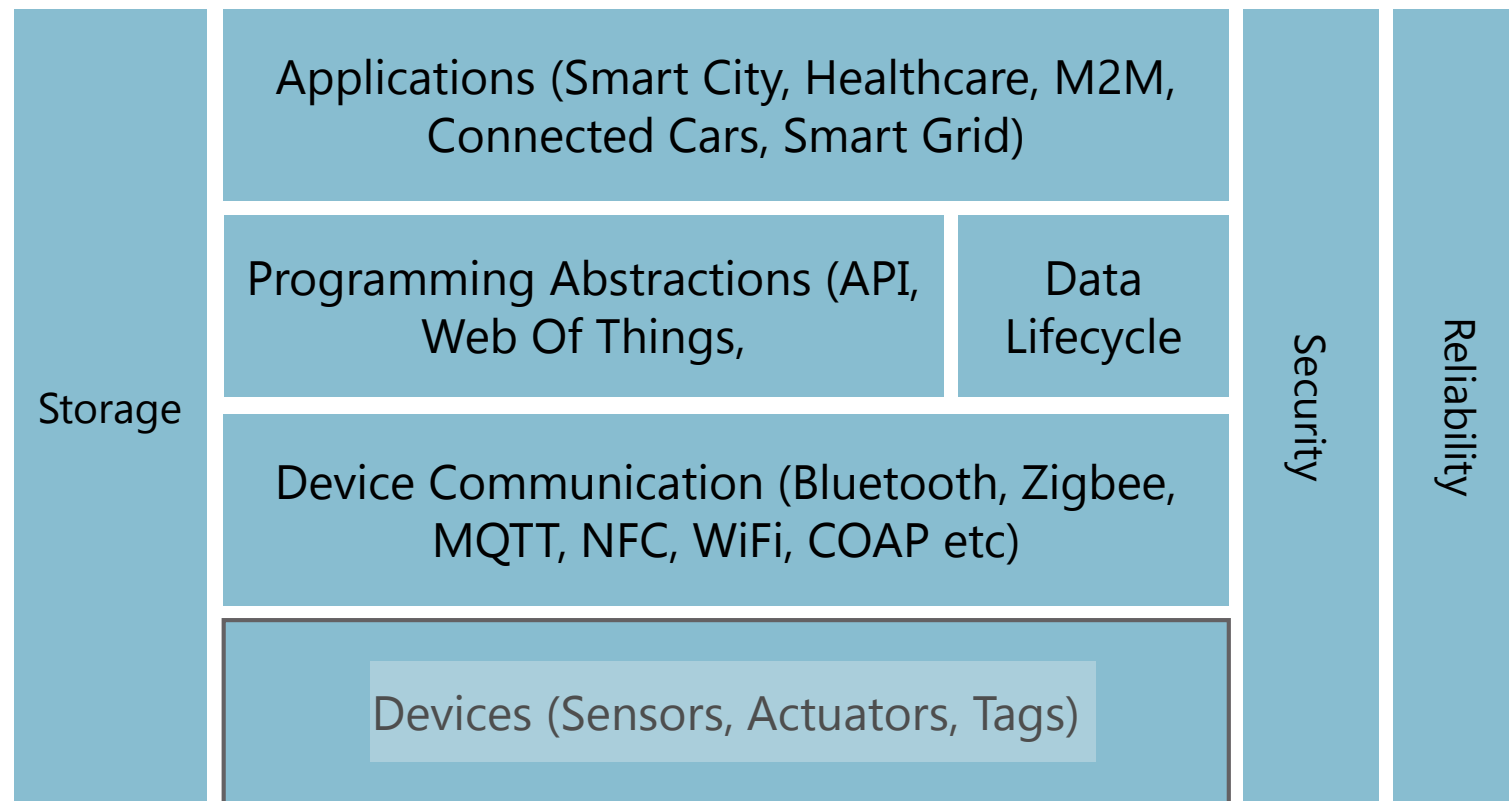 Storage
Applications (Smart City, Healthcare, M2M,
Connected Cars, Smart Grid)
Programming Abstractions (API,
Web Of Things,
Data
Lifecycle
Device Communication (Bluetooth, Zigbee,
MQTT, NFC, WiFi, COAP etc)
Devices (Sensors, Actuators, Tags)
Security
Reliability